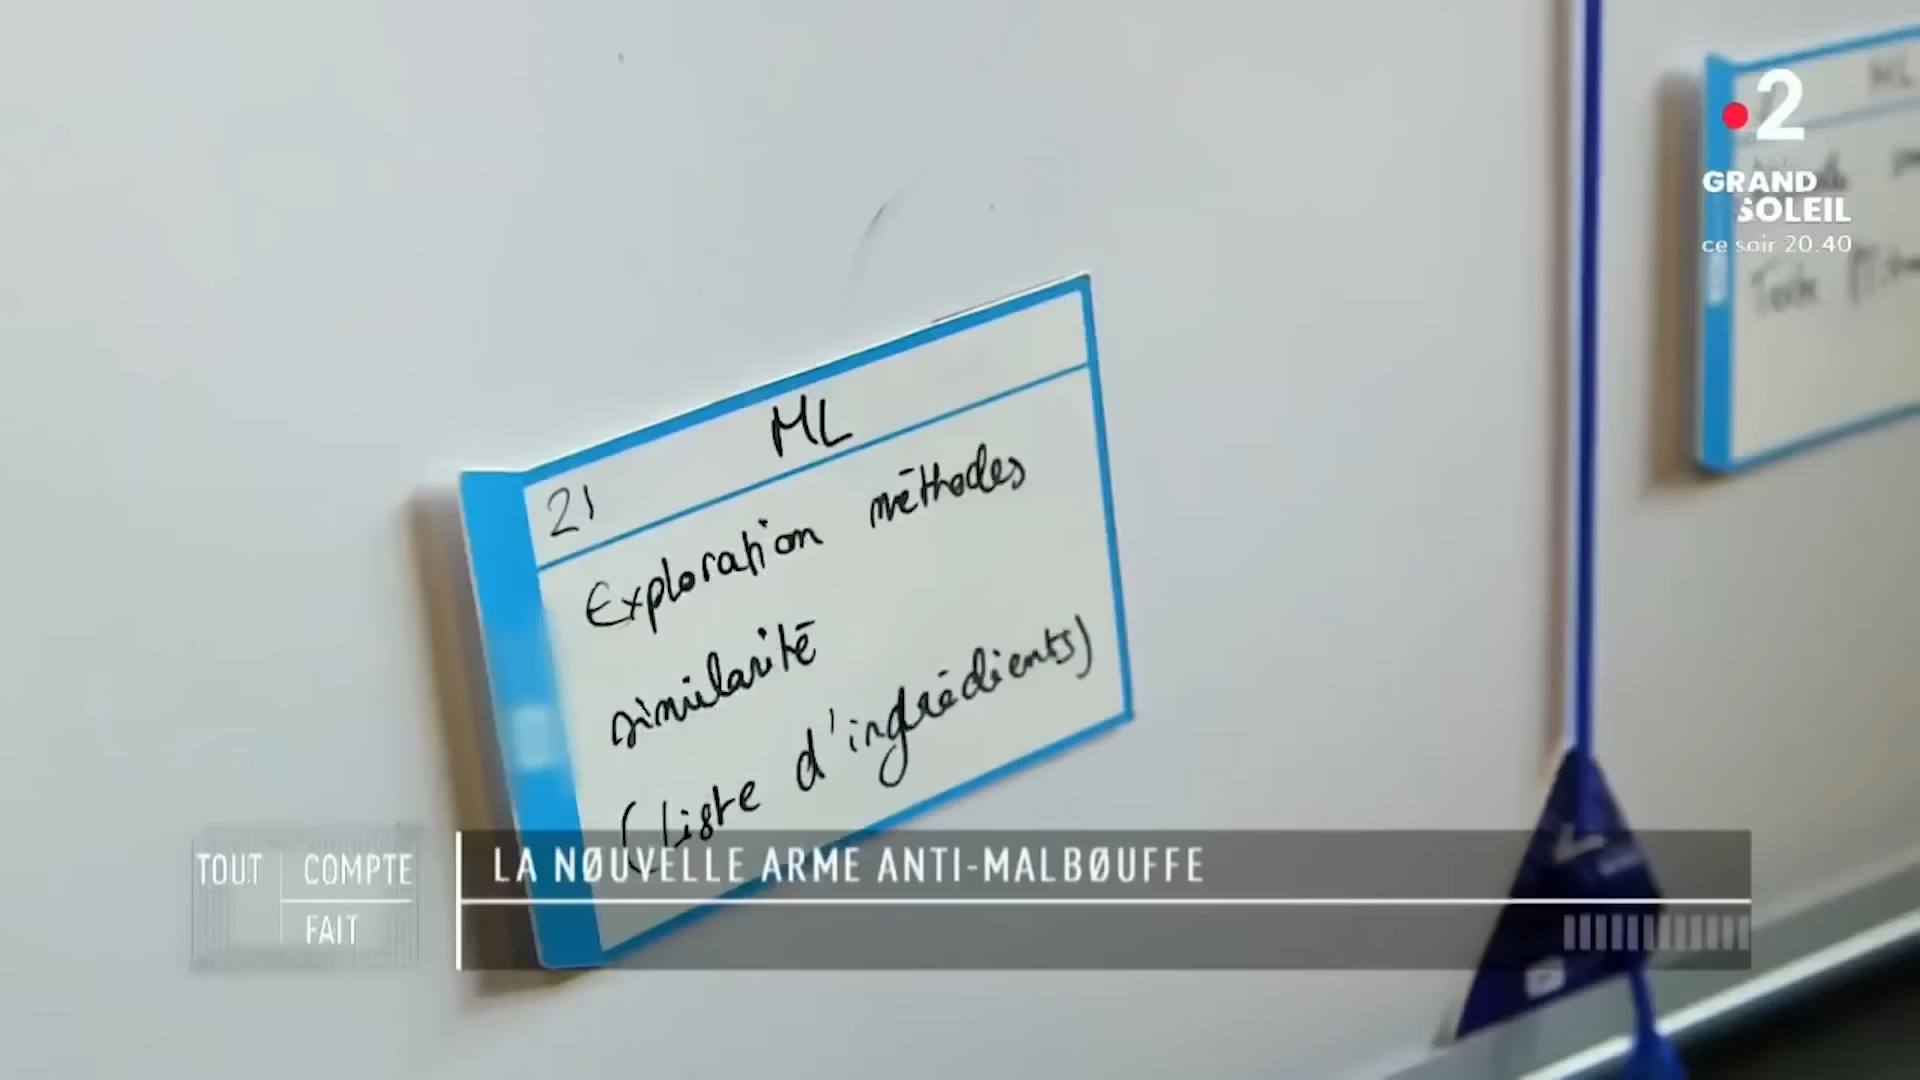 2
GRAND
SOLEIL
ce soir 20.40
ML
21
Exploration méthodes
similarité
(Liste d'ingrédients)
ML
TOUT COMPTE
FAIT
LA NØUVELLE ARME ANTI-MALBØUFFE